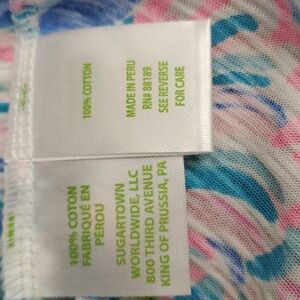 100% COTTON
MADE IN PERU
RN# 88189
SEE REVERSE
FOR CARE
100% COTON
FABRIQUÉ EN
PEROU
SUGARTOWN
WORLDWIDE, LLC
800 THIRD AVENUE
KING OF PRUSSIA, PA